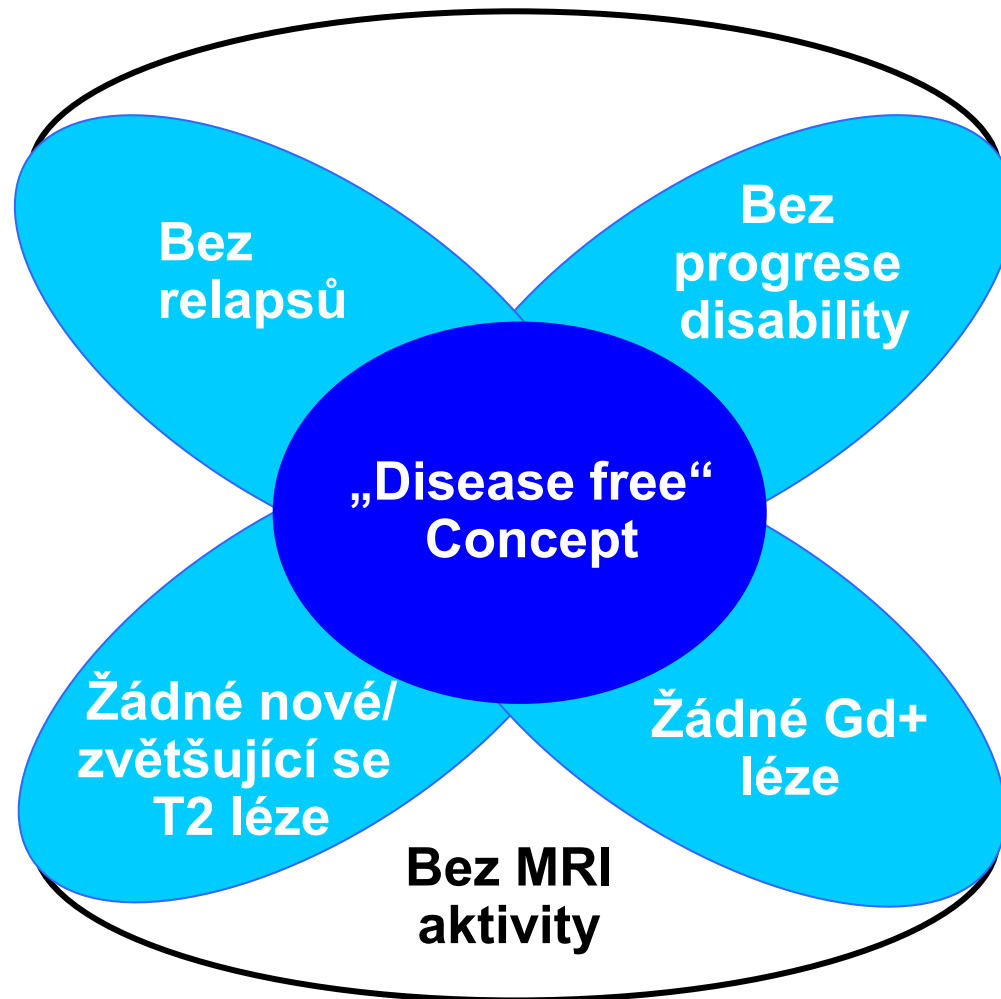 Bez
relapsů
Bez
progrese
disability
„Disease free“
Concept
Žádné nové/
zvětšující se
T2 léze
Žádné Gd+
léze
Bez MRI
aktivity